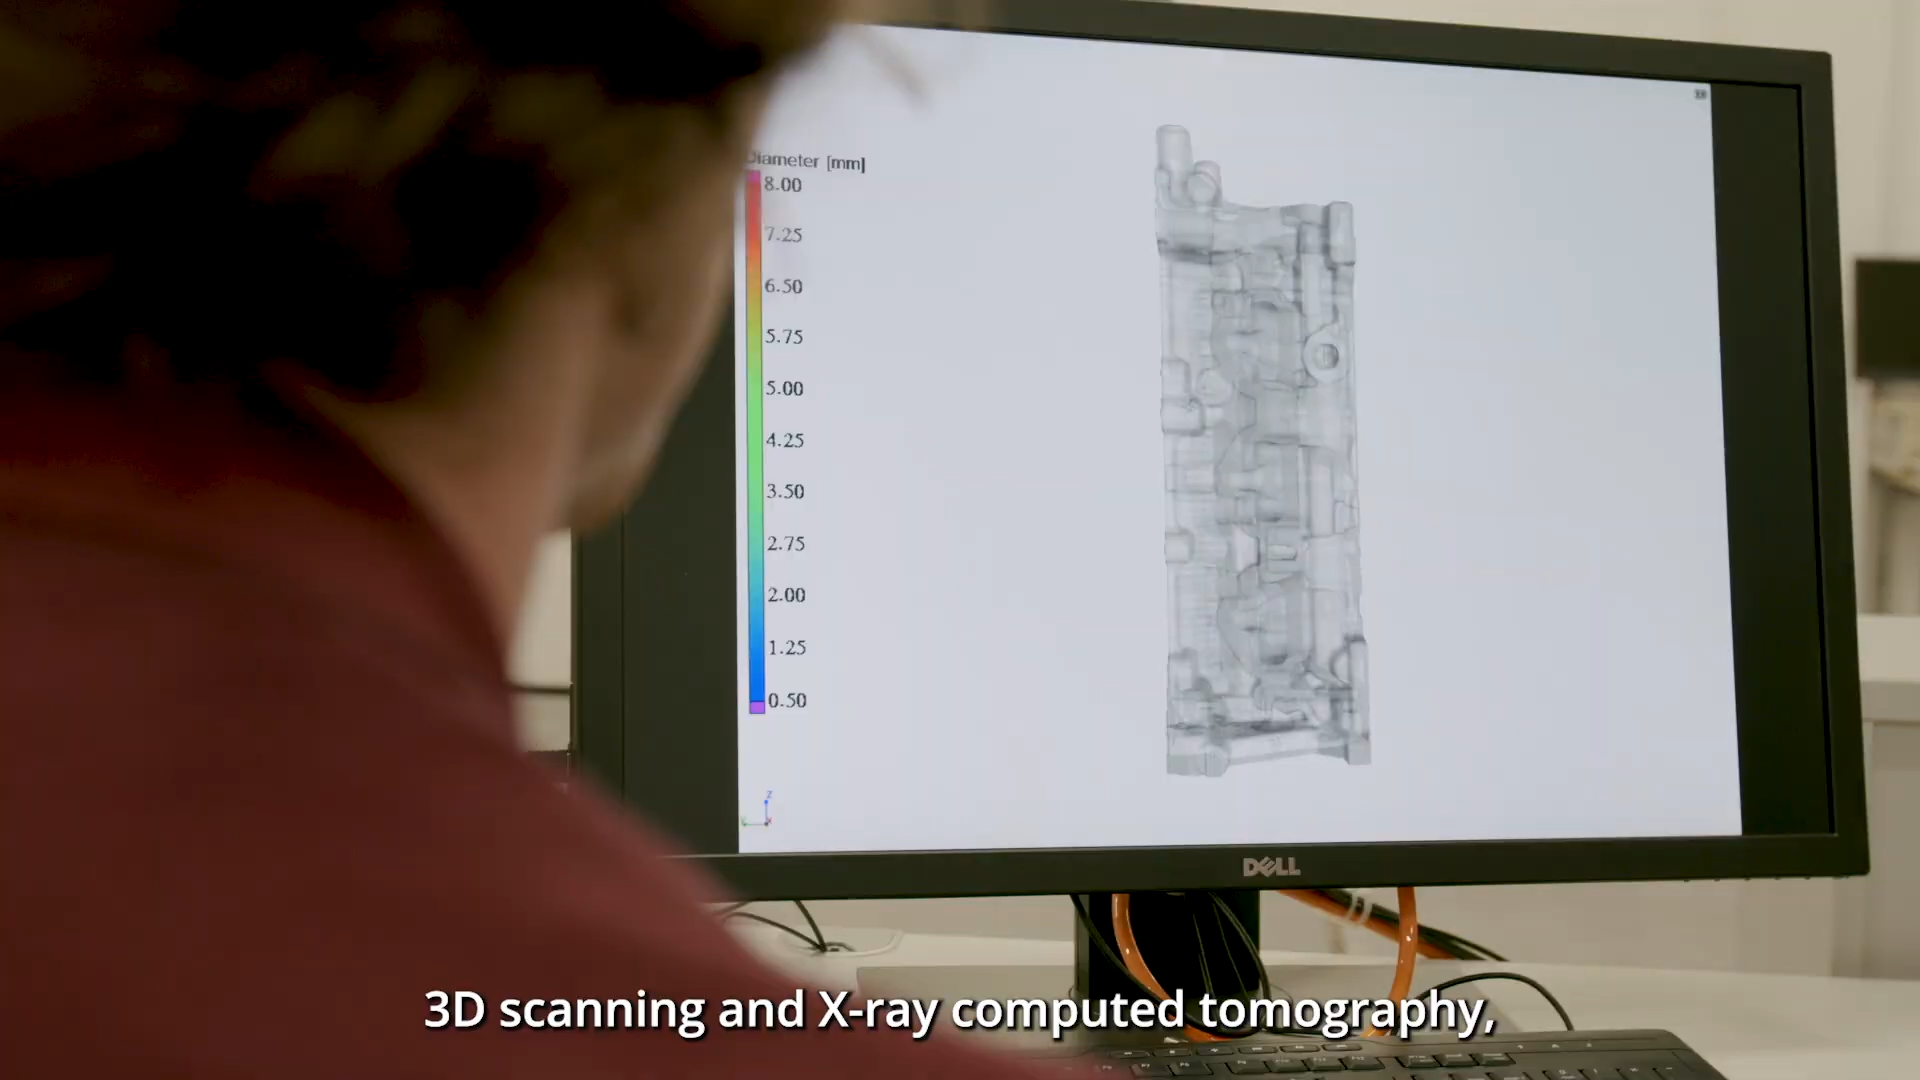 Diameter [mm]
8.00
7.25
6.50
5.75
5.00
4.25
3.50
2.75
2.00
1.25
0.50
z
DELL
3D scanning and X-ray computed tomography,